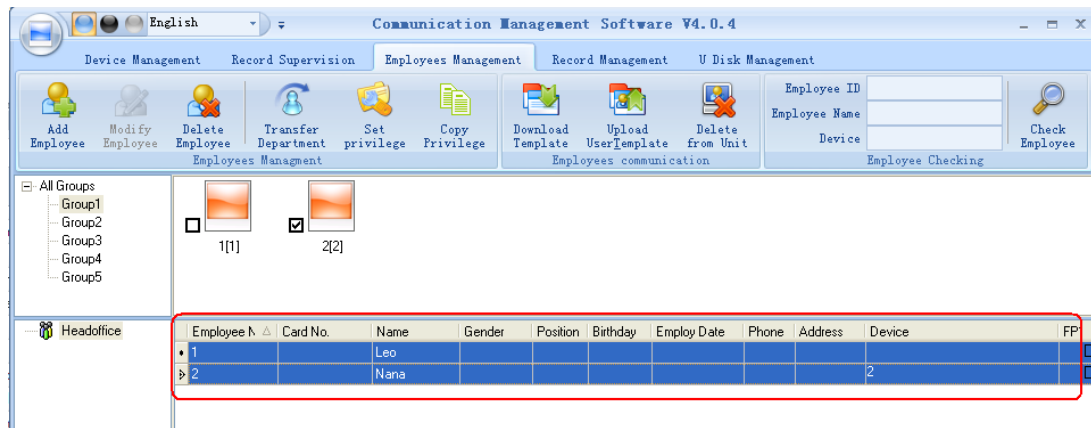 English
Communication Management Software V4.0.4
Device Management Record Supervision Employees Management Record Management U Disk Management
Add Employee
Modify Employee
Delete Employee
Transfer Department
Set privilege
Copy Privilege
Employees Managment
Download Template
Upload UserTemplate
Delete from Unit
Employees communication
Employee ID
Employee Name
Device
Check Employee
Employee Checking
All Groups
Group1
Group2
Group3
Group4
Group5
1[1]
2[2]
Headoffice
Employee N Card No. Name Gender Position Birthday Employ Date Phone Address Device FP
1 Leo
2 Nana 2